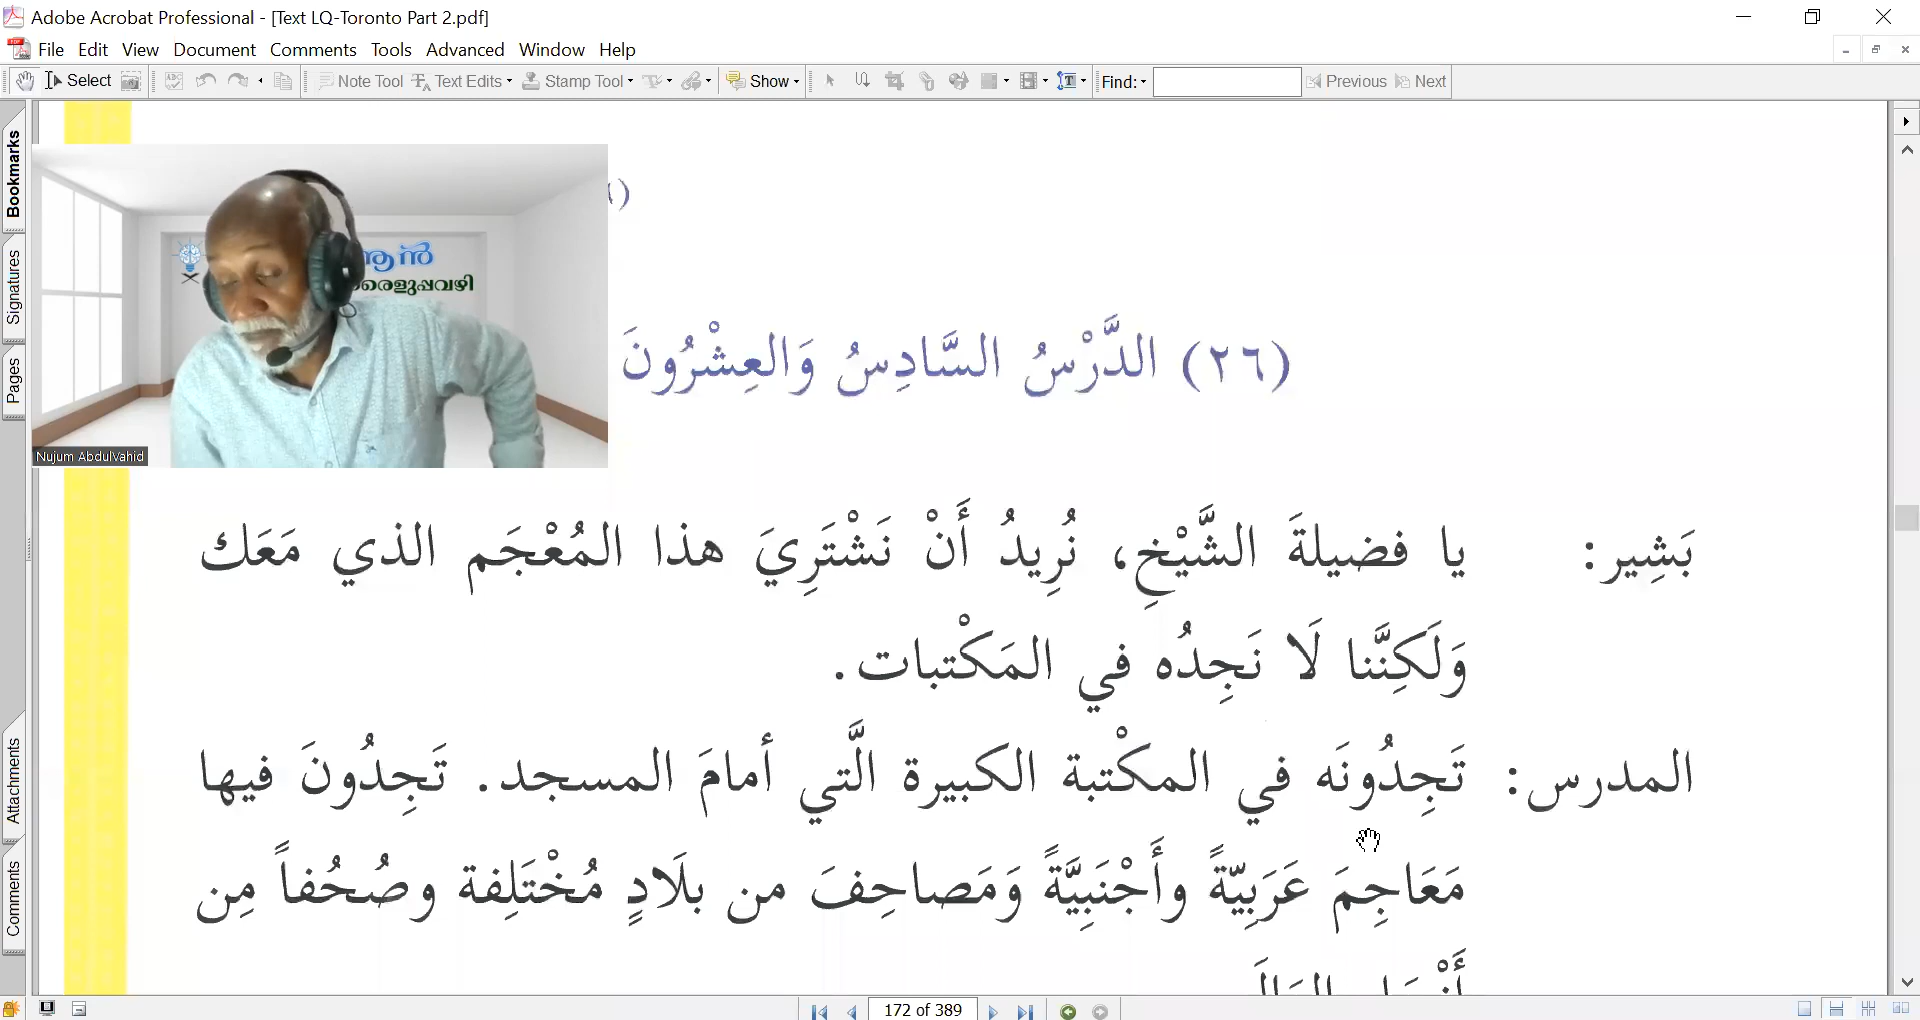 Adobe Acrobat Professional - [Text LQ-Toronto Part 2.pdf]
File Edit View Document Comments Tools Advanced Window Help
Select Note Tool Text Edits Stamp Tool Show Find: Previous Next
Bookmarks
Signatures
Pages
Attachments
Comments
Nujum AbdulVahid
(٢٦) الدَّرْسُ السَّادِسُ وَالعِشْرُونَ
بَشِير: يا فضيلةَ الشَّيْخِ، نُرِيدُ أَنْ نَشْتَرِيَ هذا المُعْجَم الذي مَعَك
وَلَكِنَّنا لَا نَجِدُه في المَكْتبات.
المدرس: تَجِدُونَه في المكْتبة الكبيرة الَّتي أمامَ المسجد. تَجِدُونَ فيها
مَعَاجِمَ عَرَبِيّةً وأَجْنَبِيَّةً وَمَصاحِفَ من بلَادٍ مُخْتَلِفة وصُحُفاً مِن
172 of 389